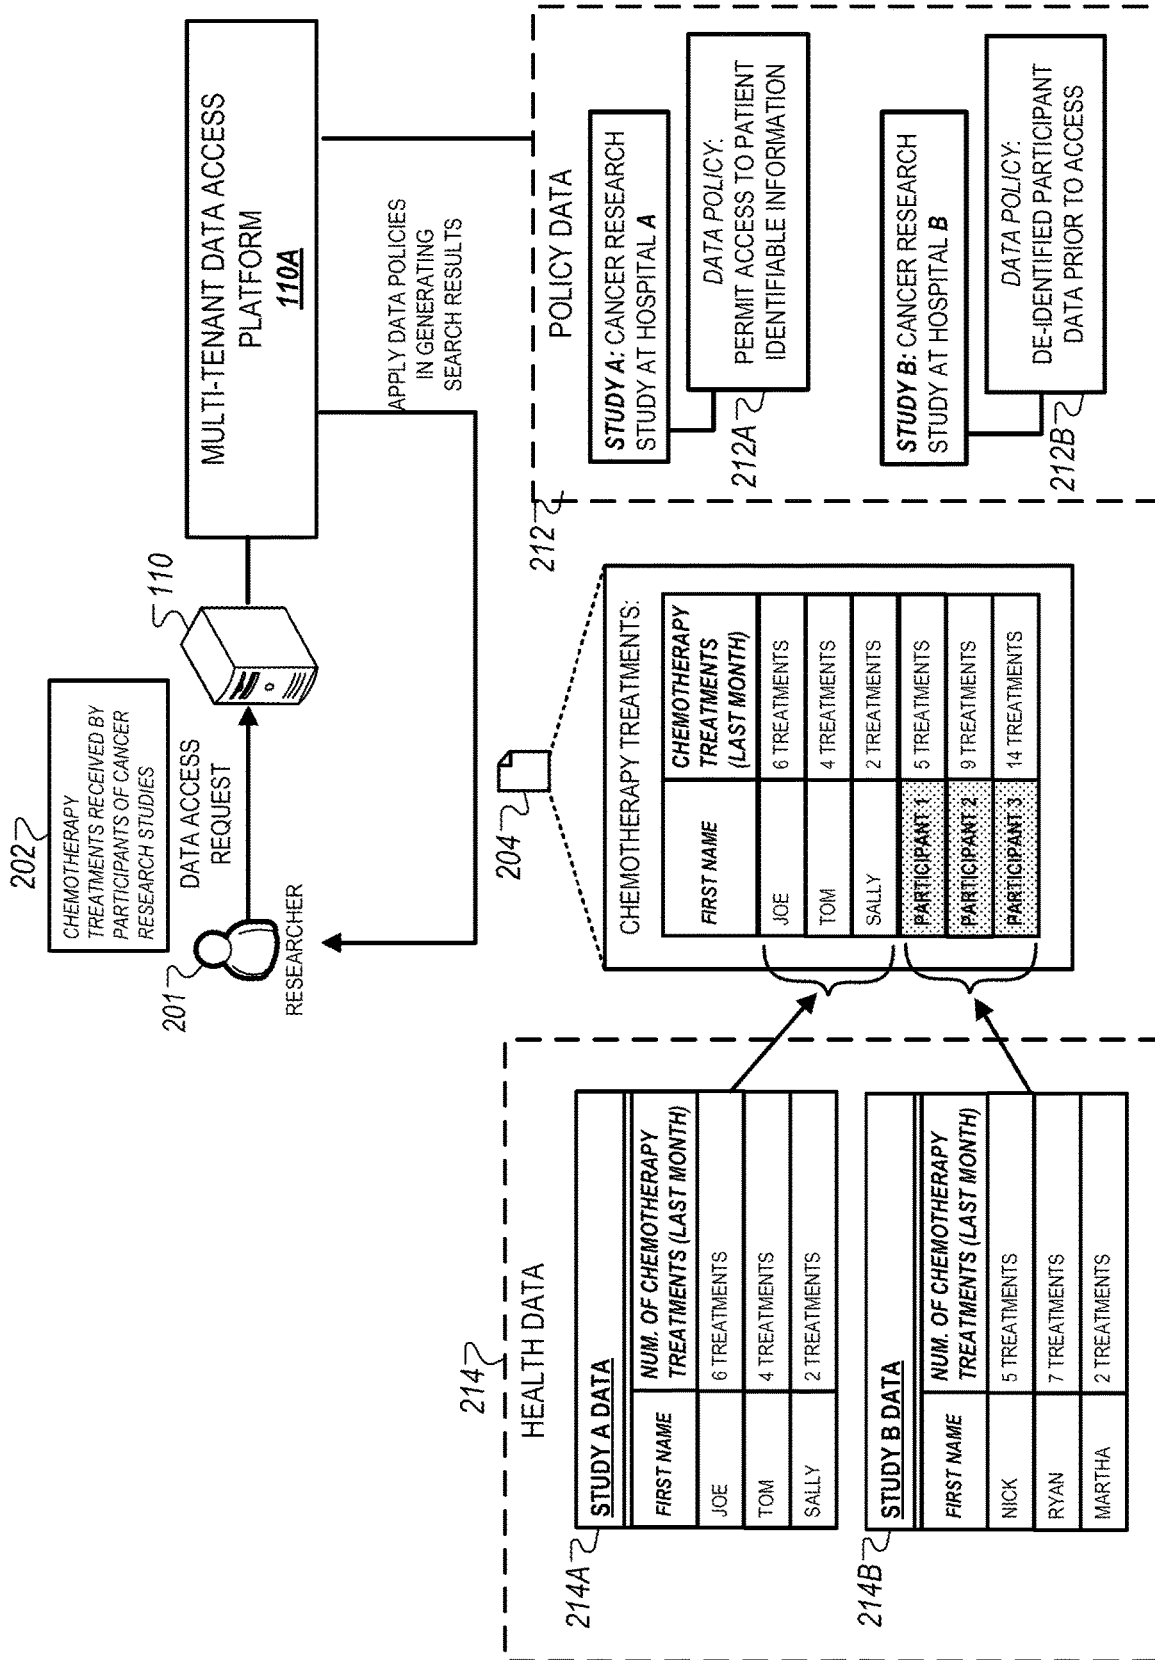 202
CHEMOTHERAPY
TREATMENTS RECEIVED BY
PARTICIPANTS OF CANCER
RESEARCH STUDIES
201
RESEARCHER
DATA ACCESS
REQUEST
110
MULTI-TENANT DATA ACCESS
PLATFORM
110A
APPLY DATA POLICIES
IN GENERATING
SEARCH RESULTS
214
HEALTH DATA
214A
STUDY A DATA
FIRST NAME
NUM. OF CHEMOTHERAPY
TREATMENTS (LAST MONTH)
JOE
6 TREATMENTS
TOM
4 TREATMENTS
SALLY
2 TREATMENTS
214B
STUDY B DATA
FIRST NAME
NUM. OF CHEMOTHERAPY
TREATMENTS (LAST MONTH)
NICK
5 TREATMENTS
RYAN
7 TREATMENTS
MARTHA
2 TREATMENTS
204
CHEMOTHERAPY TREATMENTS:
FIRST NAME
CHEMOTHERAPY
TREATMENTS
(LAST MONTH)
JOE
6 TREATMENTS
TOM
4 TREATMENTS
SALLY
2 TREATMENTS
PARTICIPANT 1
5 TREATMENTS
PARTICIPANT 2
9 TREATMENTS
PARTICIPANT 3
14 TREATMENTS
212
POLICY DATA
STUDY A: CANCER RESEARCH
STUDY AT HOSPITAL A
212A
DATA POLICY:
PERMIT ACCESS TO PATIENT
IDENTIFIABLE INFORMATION
STUDY B: CANCER RESEARCH
STUDY AT HOSPITAL B
212B
DATA POLICY:
DE-IDENTIFIED PARTICIPANT
DATA PRIOR TO ACCESS